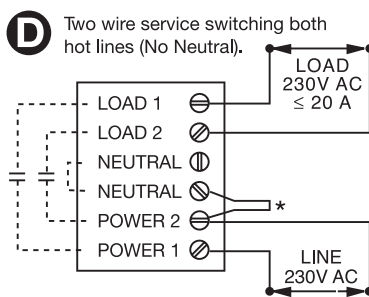 D
Two wire service switching both
hot lines (No Neutral).
LOAD
230V AC
≤ 20 A
LOAD 1
LOAD 2
NEUTRAL
NEUTRAL
*
POWER 2
POWER 1
LINE
230V AC